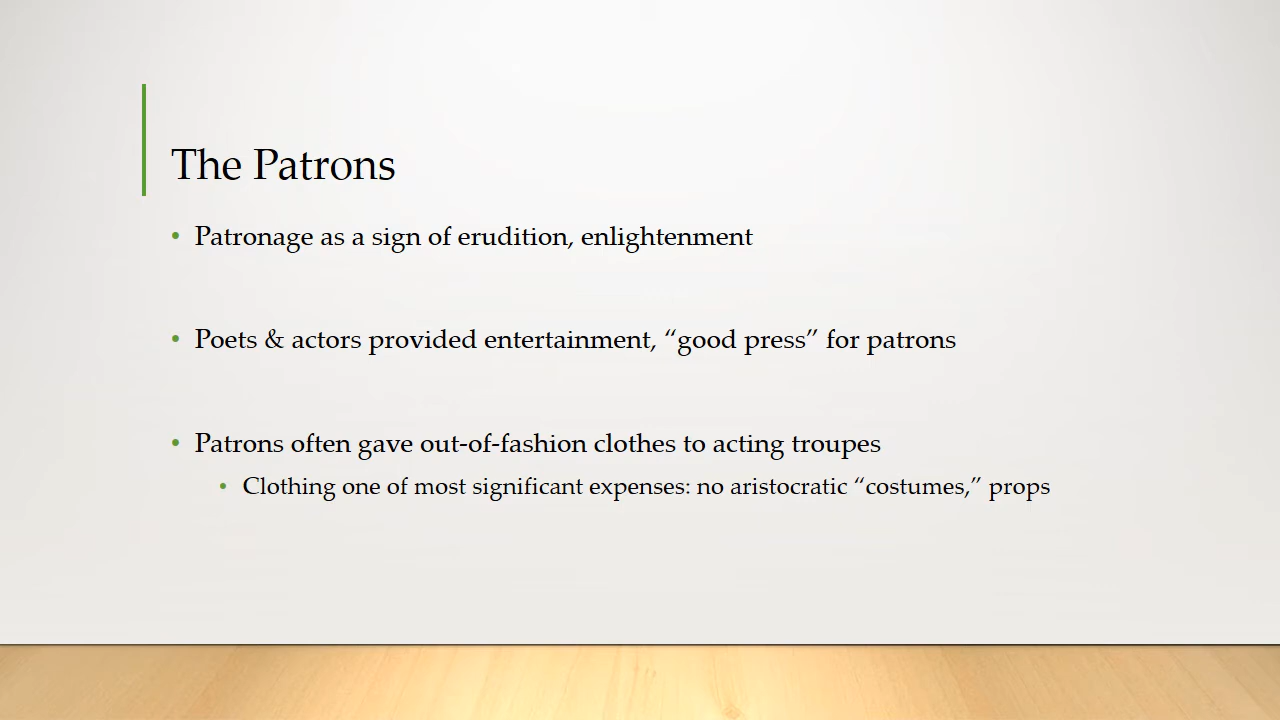 The Patrons
• Patronage as a sign of erudition, enlightenment
• Poets & actors provided entertainment, “good press” for patrons
• Patrons often gave out-of-fashion clothes to acting troupes
• Clothing one of most significant expenses: no aristocratic “costumes,” props